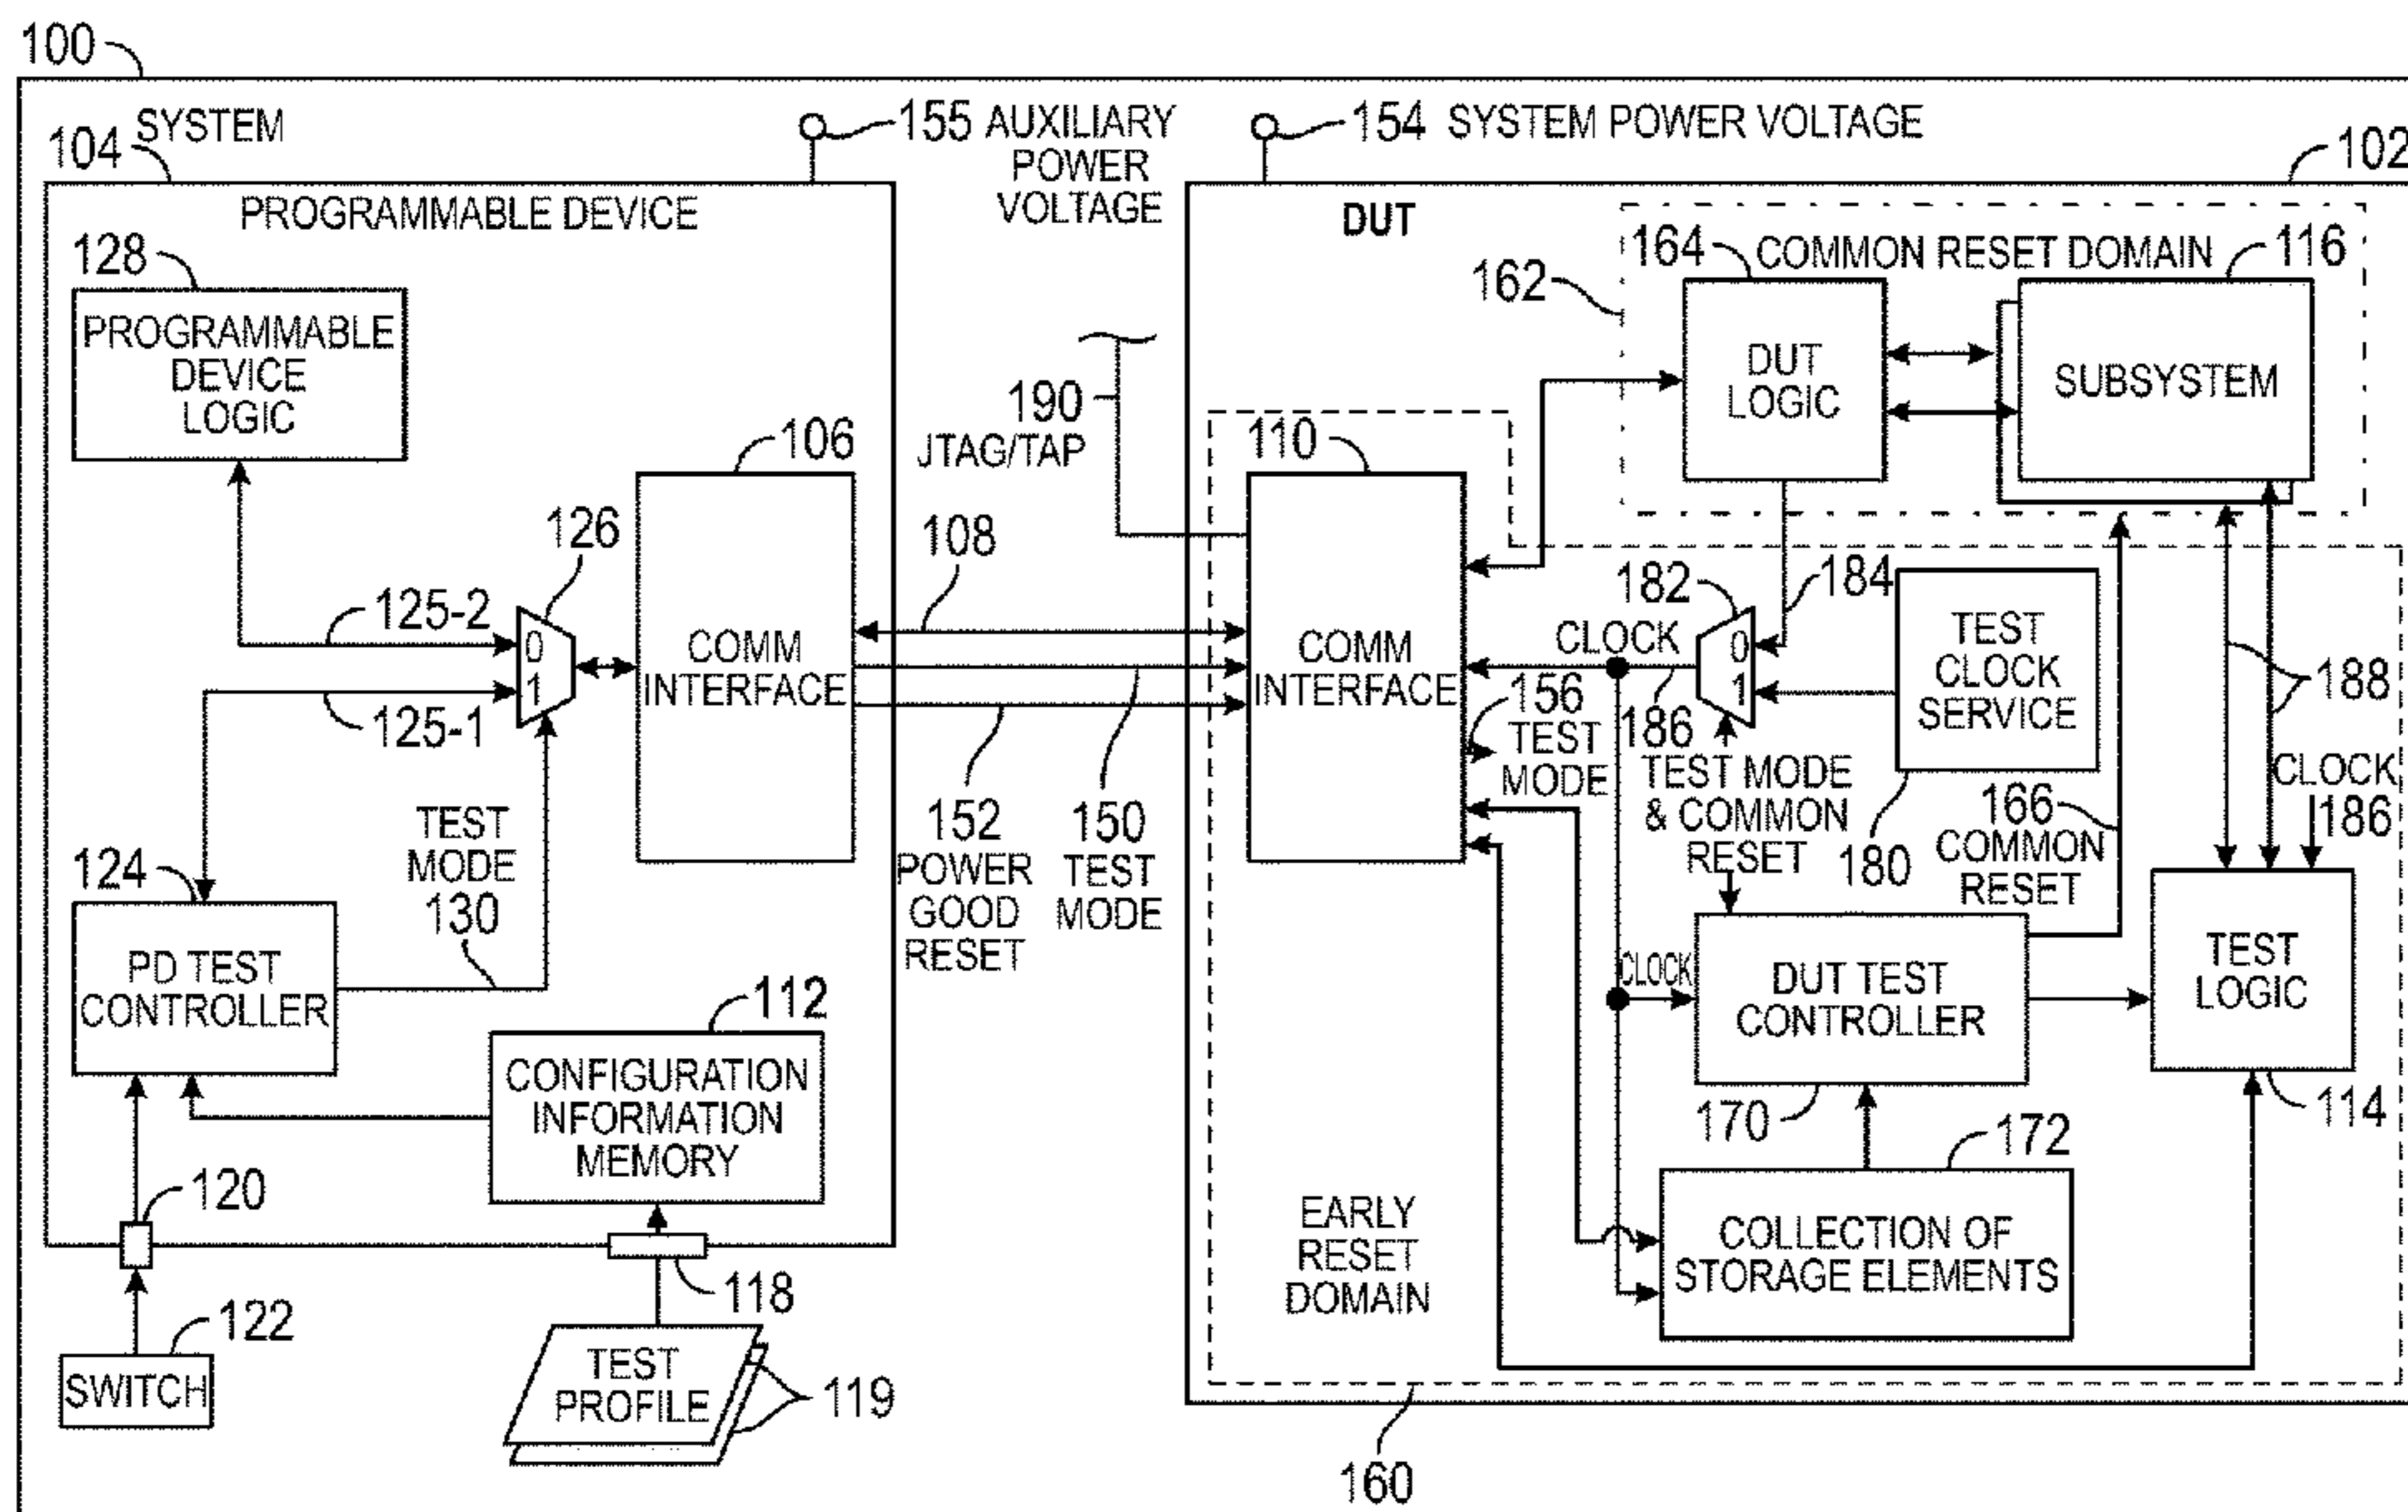 100
SYSTEM
155 AUXILIARY
POWER
VOLTAGE
154 SYSTEM POWER VOLTAGE
104
102
PROGRAMMABLE DEVICE
DUT
128
PROGRAMMABLE
DEVICE
LOGIC
164
COMMON RESET DOMAIN
116
162
DUT
LOGIC
SUBSYSTEM
190
JTAG/TAP
106
110
126
108
125-2
0
1
125-1
COMM
INTERFACE
COMM
INTERFACE
182
184
CLOCK
0
1
TEST
CLOCK
SERVICE
188
186
156
TEST
MODE
TEST MODE
& COMMON
RESET
180
166
COMMON
RESET
CLOCK
186
152
POWER
GOOD
RESET
150
TEST
MODE
TEST
MODE
130
124
PD TEST
CONTROLLER
112
CONFIGURATION
INFORMATION
MEMORY
CLOCK
DUT TEST
CONTROLLER
TEST
LOGIC
170
114
172
COLLECTION OF
STORAGE ELEMENTS
EARLY
RESET
DOMAIN
120
118
122
SWITCH
TEST
PROFILE
119
160